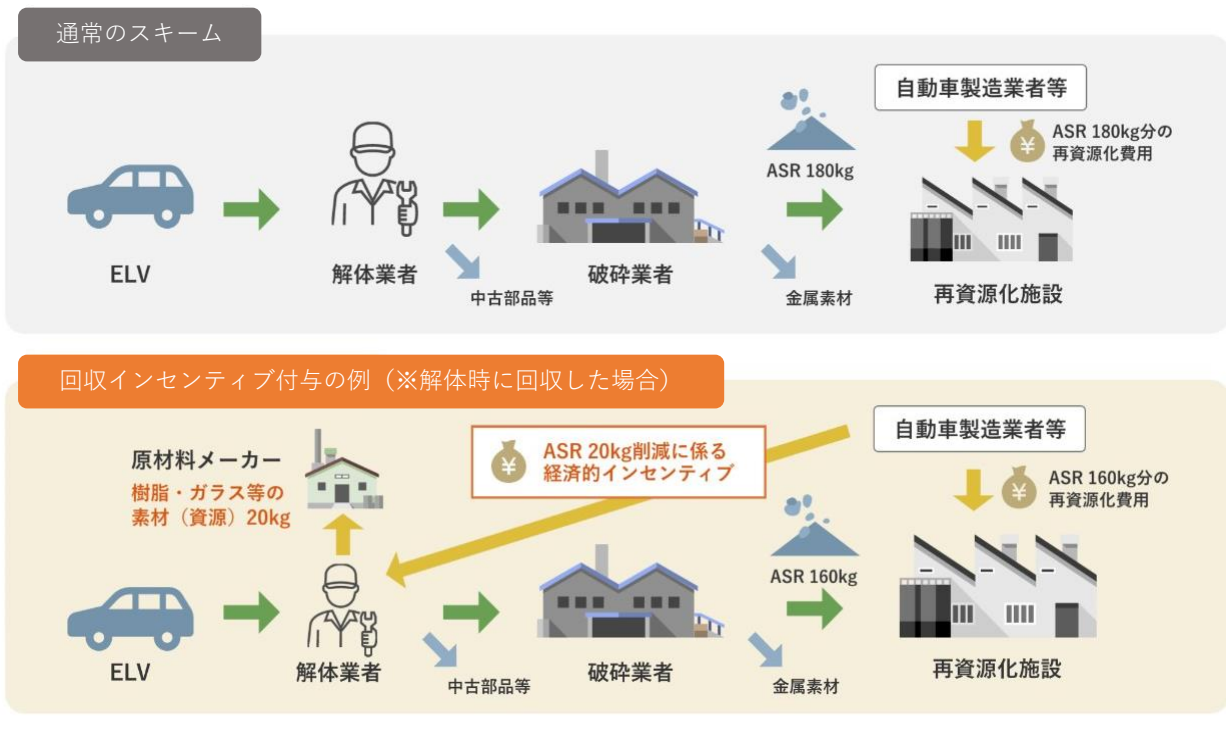 通常のスキーム
自動車製造業者等
ASR 180kg分の
再資源化費用
ASR 180kg
ELV
解体業者
中古部品等
破砕業者
金属素材
再資源化施設
回収インセンティブ付与の例（※解体時に回収した場合）
自動車製造業者等
ASR 20kg削減に係る
経済的インセンティブ
原材料メーカー
樹脂・ガラス等の
素材（資源）20kg
ASR 160kg分の
再資源化費用
ASR 160kg
ELV
解体業者
中古部品等
破砕業者
金属素材
再資源化施設